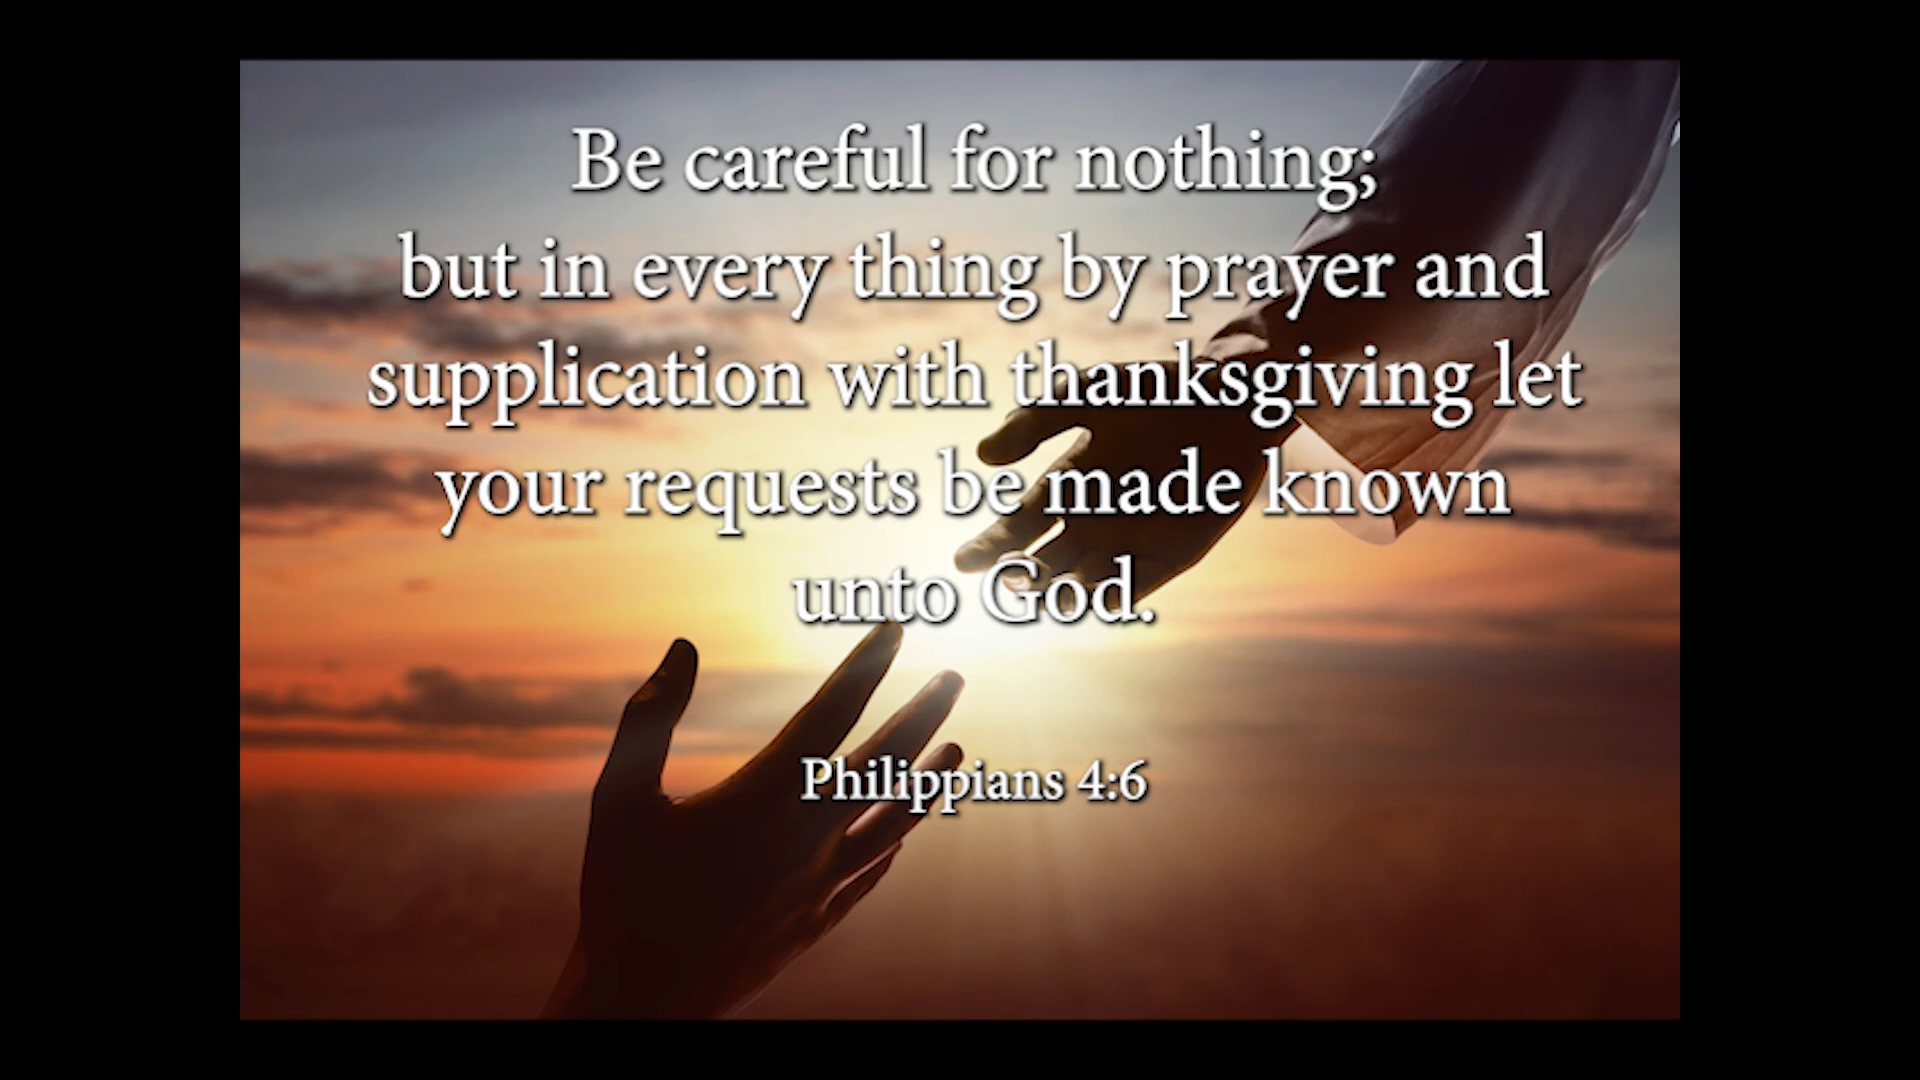 Be careful for nothing;
but in every thing by prayer and
supplication with thanksgiving let
your requests be made known
unto God.
Philippians 4:6